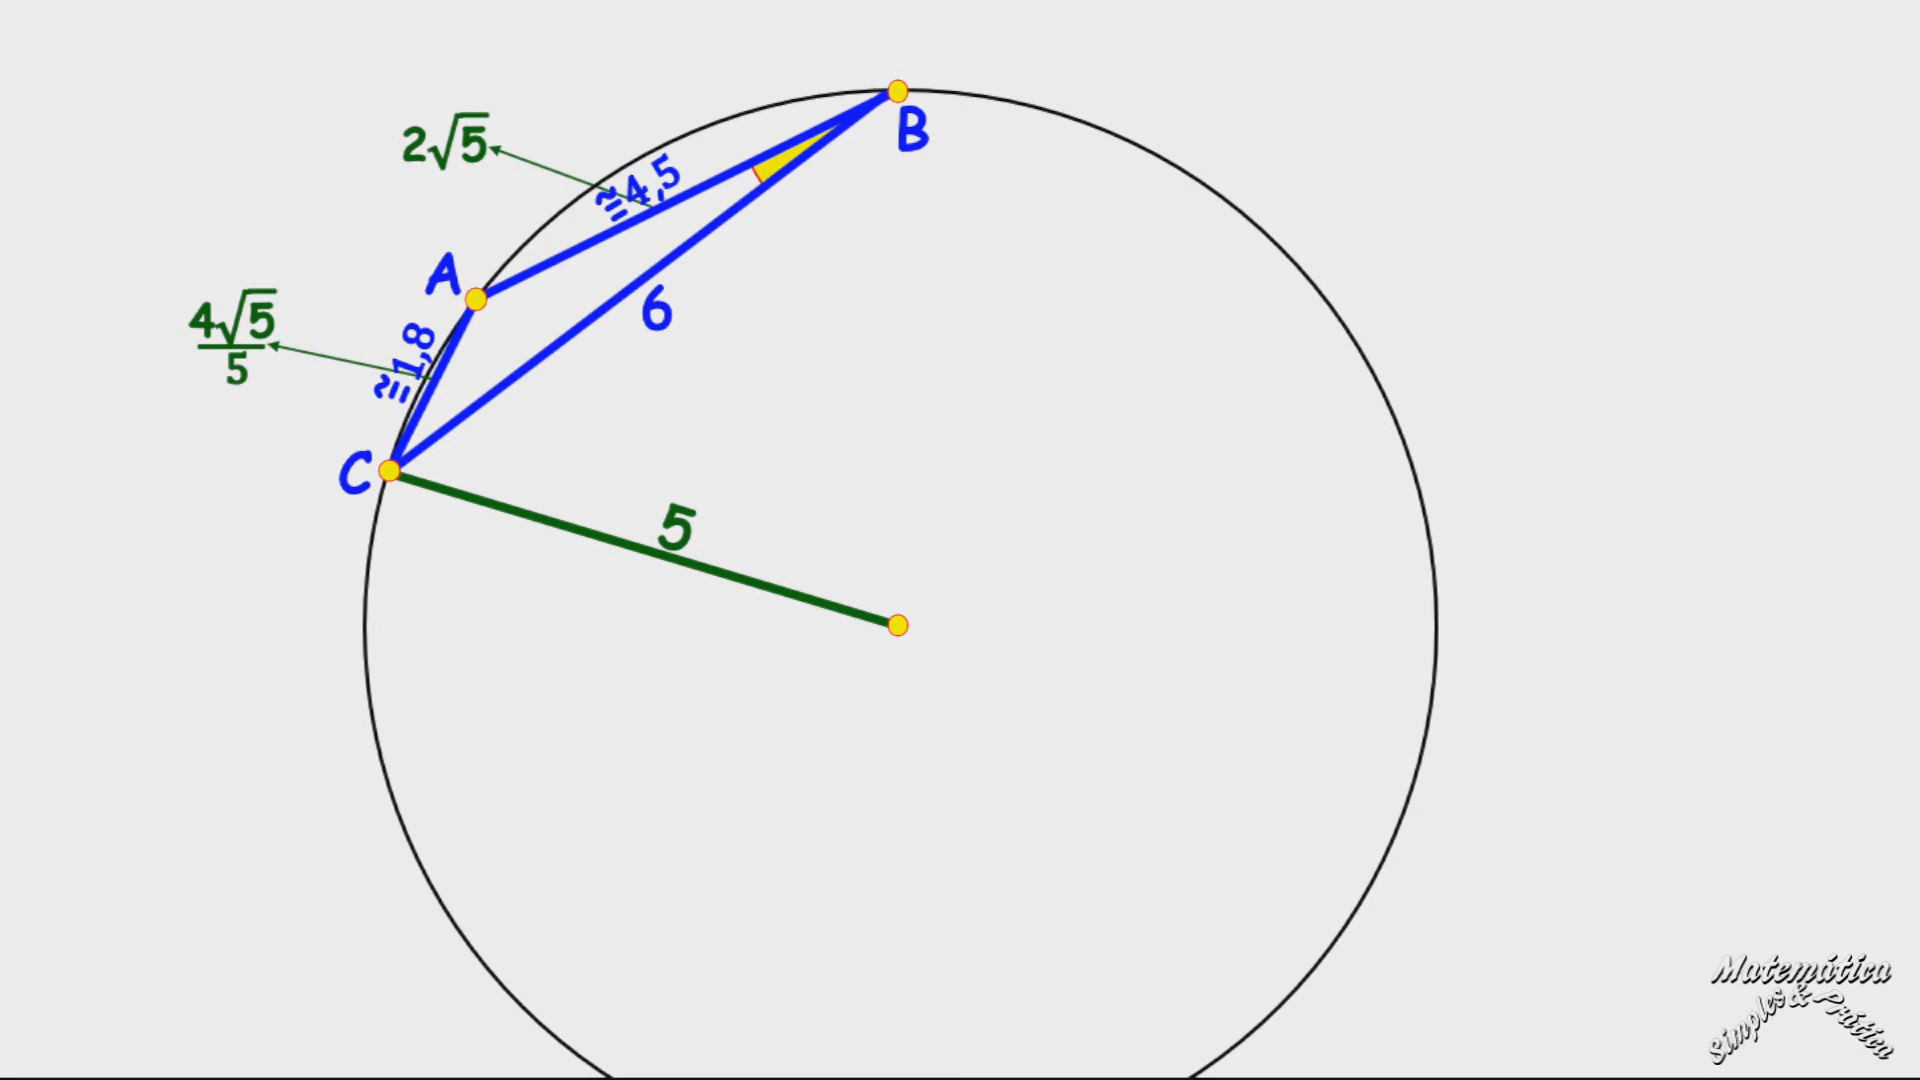 B
2√5
≅4,5
A
6
4√5
5
≅1,8
C
5
Matemática
Simples & Prática